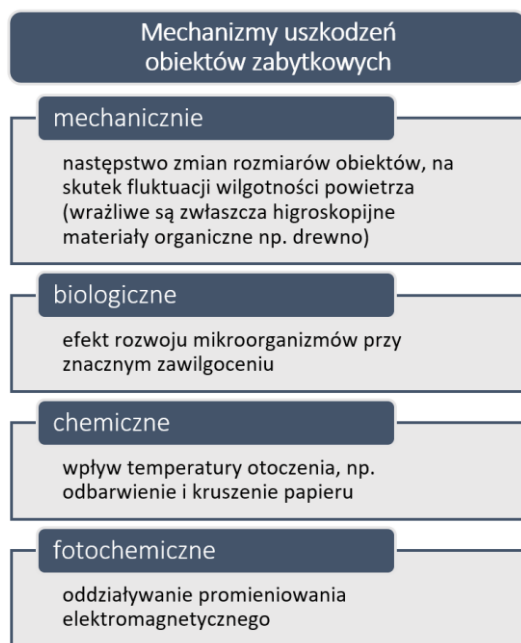 Mechanizmy uszkodzeń
obiektów zabytkowych
mechanicznie
następstwo zmian rozmiarów obiektów, na
skutek fluktuacji wilgotności powietrza
(wrażliwe są zwłaszcza higroskopijne
materiały organiczne np. drewno)
biologiczne
efekt rozwoju mikroorganizmów przy
znacznym zawilgoceniu
chemiczne
wpływ temperatury otoczenia, np.
odbarwienie i kruszenie papieru
fotochemiczne
oddziaływanie promieniowania
elektromagnetycznego